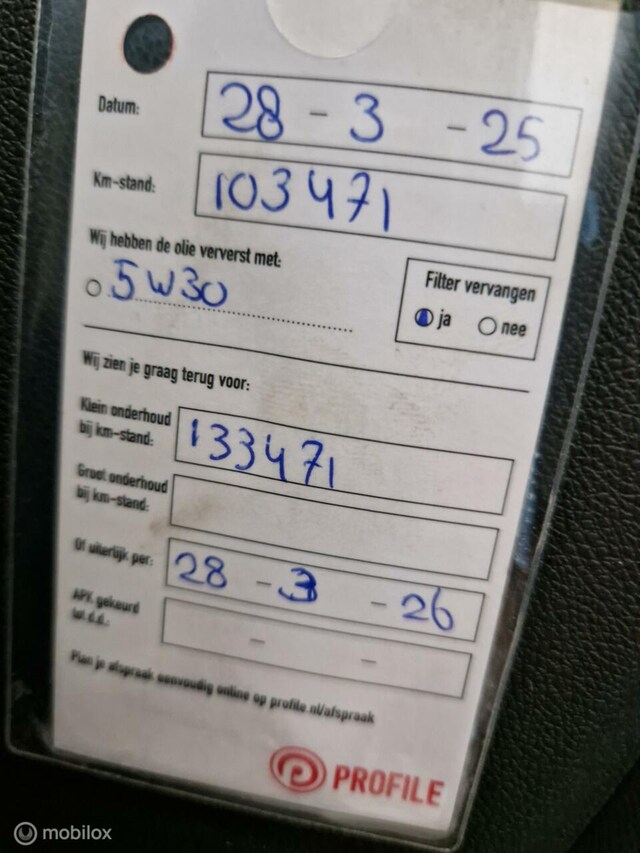 Datum: 28 - 3 - 25
Km-stand: 103471
Wij hebben de olie ververst met:
5W30
Filter vervangen
ja nee
Wij zien je graag terug voor:
Klein onderhoud
bij km-stand: 133471
Groot onderhoud
bij km-stand:
Of uiterlijk per: 28 - 3 - 26
APK gekeurd
tot d.d.: - -
Plan je afspraak eenvoudig online op profile.nl/afspraak
PROFILE
mobilox